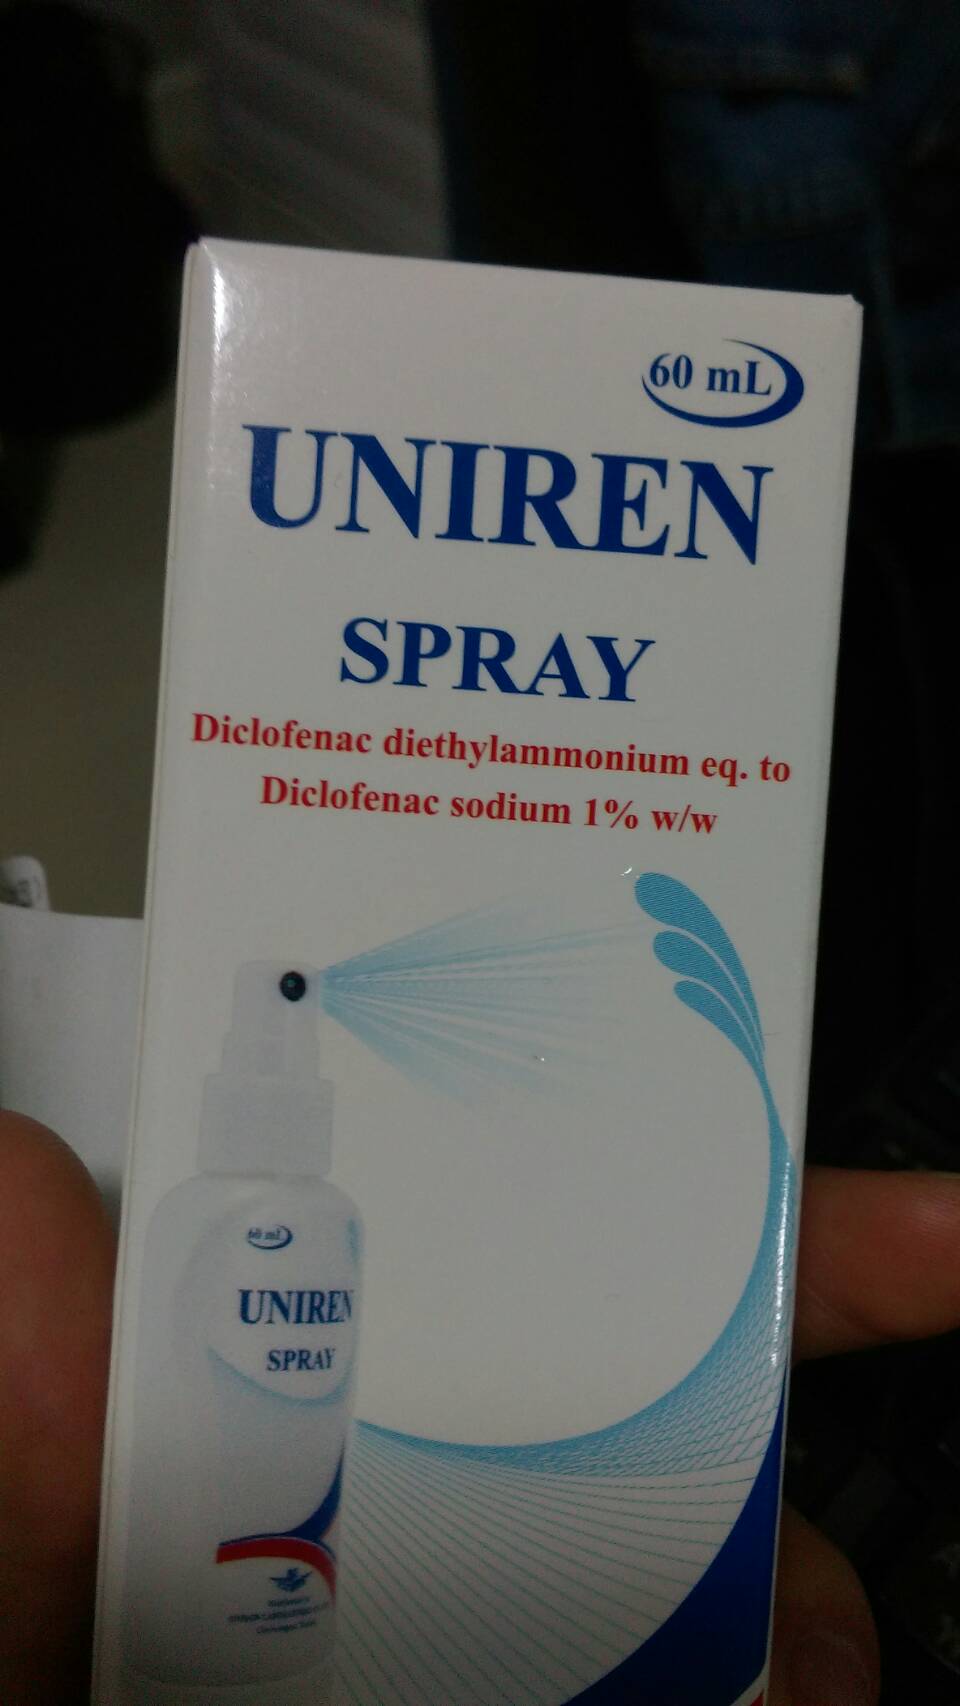 60 mL
UNIREN
SPRAY
Diclofenac diethylammonium eq. to
Diclofenac sodium 1% w/w
60 mL
UNIREN
SPRAY